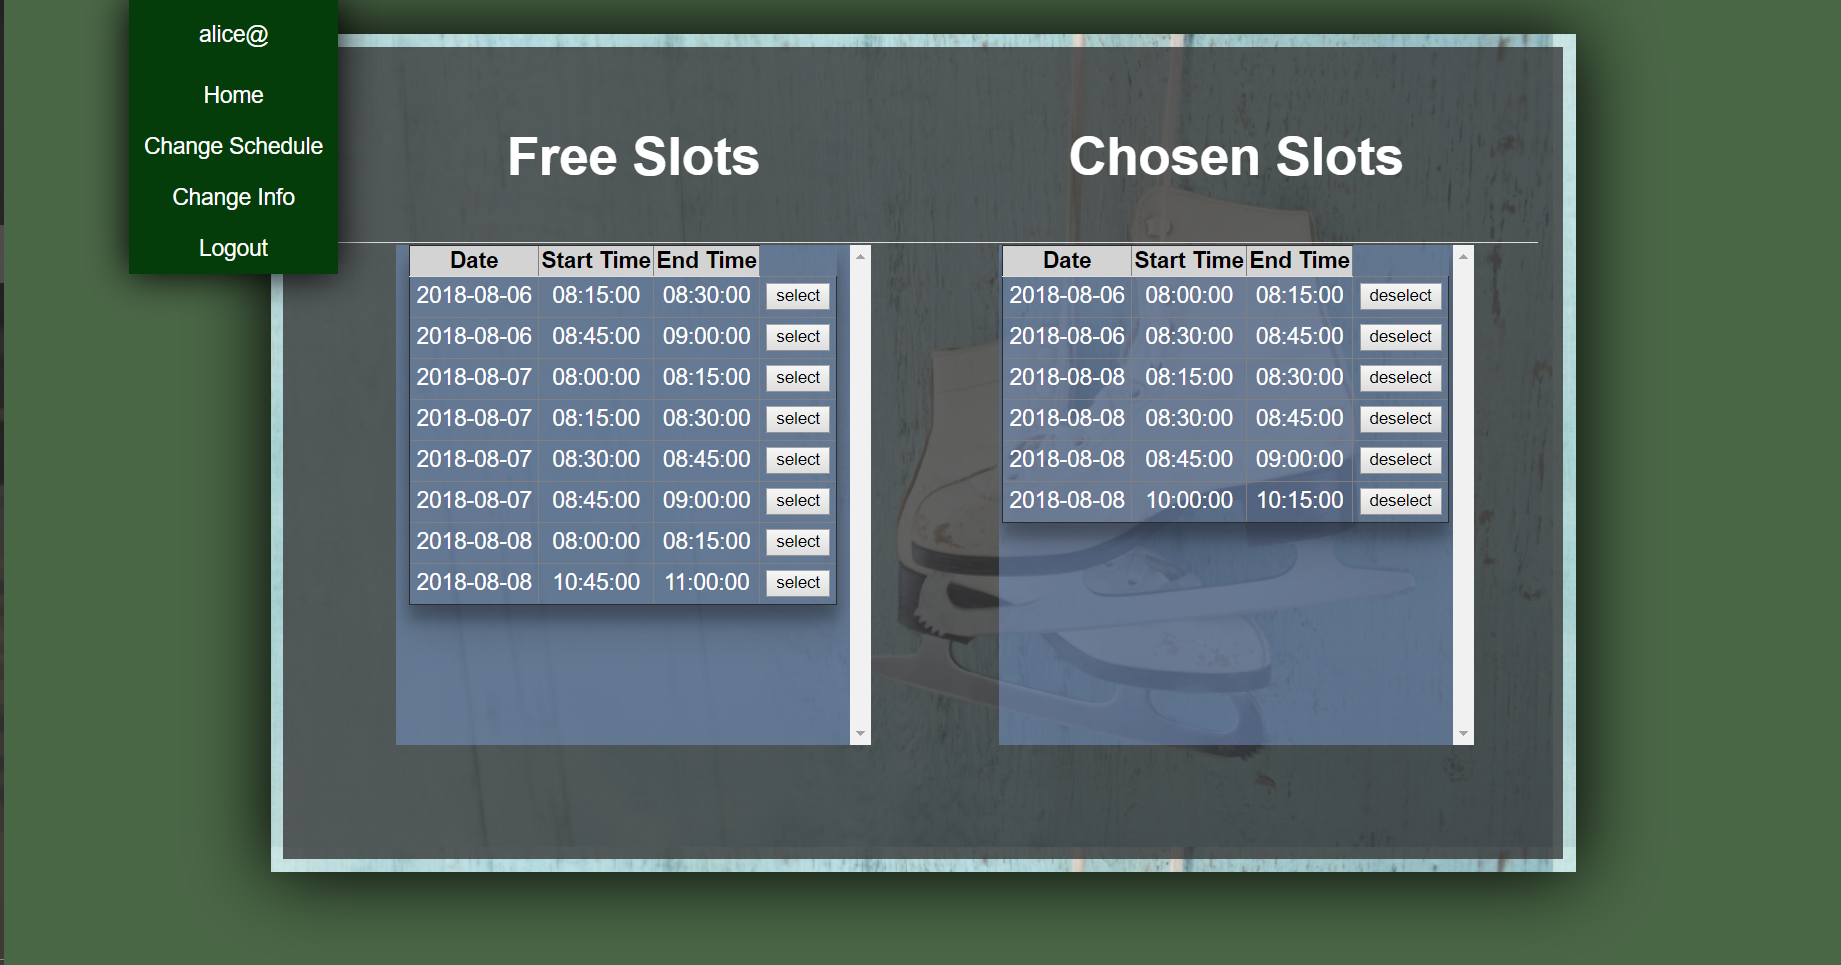 alice@
Home
Change Schedule
Change Info
Logout
Free Slots
Date Start Time End Time
2018-08-06 08:15:00 08:30:00 select
2018-08-06 08:45:00 09:00:00 select
2018-08-07 08:00:00 08:15:00 select
2018-08-07 08:15:00 08:30:00 select
2018-08-07 08:30:00 08:45:00 select
2018-08-07 08:45:00 09:00:00 select
2018-08-08 08:00:00 08:15:00 select
2018-08-08 10:45:00 11:00:00 select
Chosen Slots
Date Start Time End Time
2018-08-06 08:00:00 08:15:00 deselect
2018-08-06 08:30:00 08:45:00 deselect
2018-08-08 08:15:00 08:30:00 deselect
2018-08-08 08:30:00 08:45:00 deselect
2018-08-08 08:45:00 09:00:00 deselect
2018-08-08 10:00:00 10:15:00 deselect